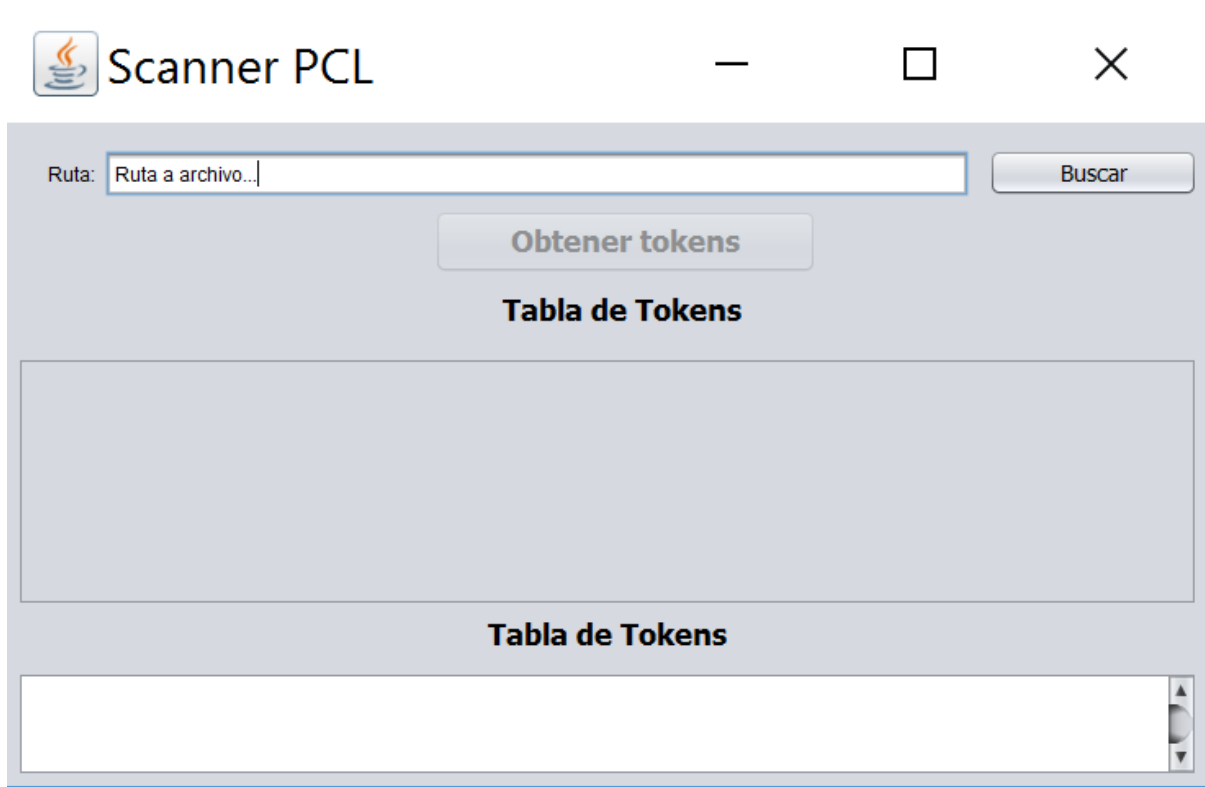 Scanner PCL
Ruta: Ruta a archivo... Buscar
Obtener tokens
Tabla de Tokens
Tabla de Tokens